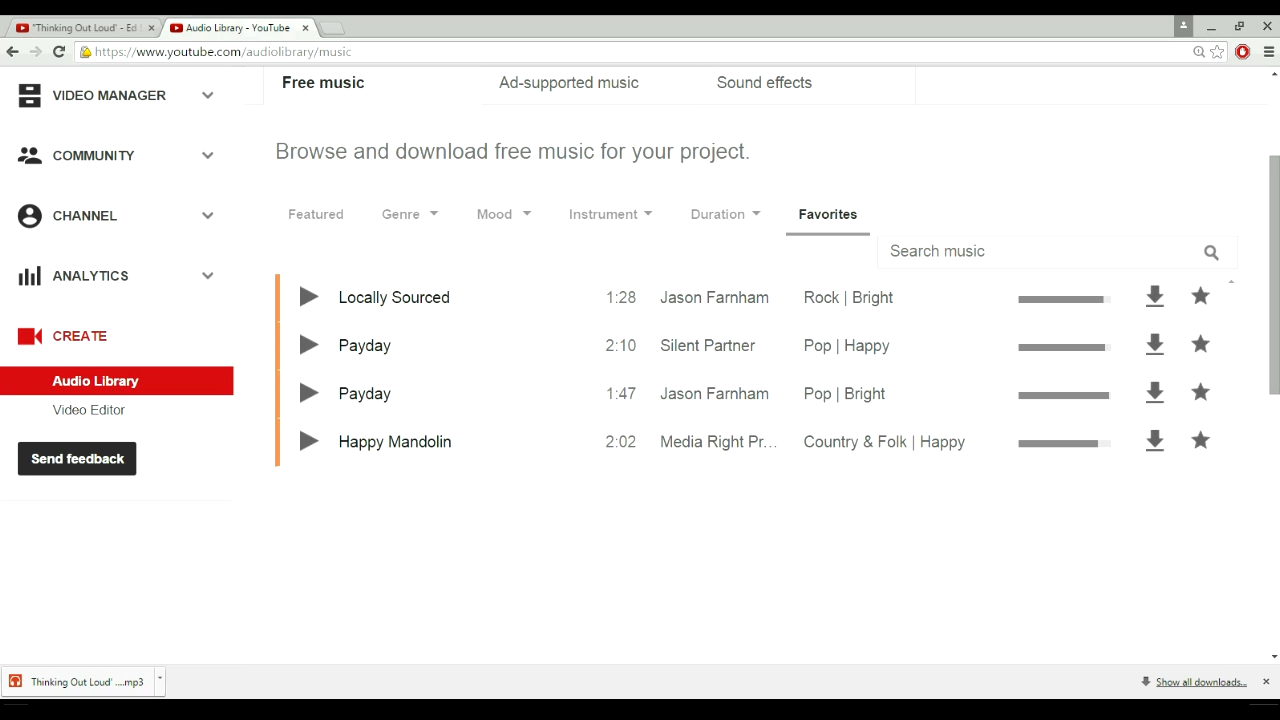 "Thinking Out Loud' - Ed
Audio Library - YouTube
https://www.youtube.com/audiolibrary/music
VIDEO MANAGER
COMMUNITY
CHANNEL
ANALYTICS
CREATE
Audio Library
Video Editor
Send feedback
Free music Ad-supported music Sound effects
Browse and download free music for your project.
Featured Genre Mood Instrument Duration Favorites
Search music
Locally Sourced 1:28 Jason Farnham Rock | Bright
Payday 2:10 Silent Partner Pop | Happy
Payday 1:47 Jason Farnham Pop | Bright
Happy Mandolin 2:02 Media Right Pr... Country & Folk | Happy
Thinking Out Loud' ....mp3
Show all downloads...